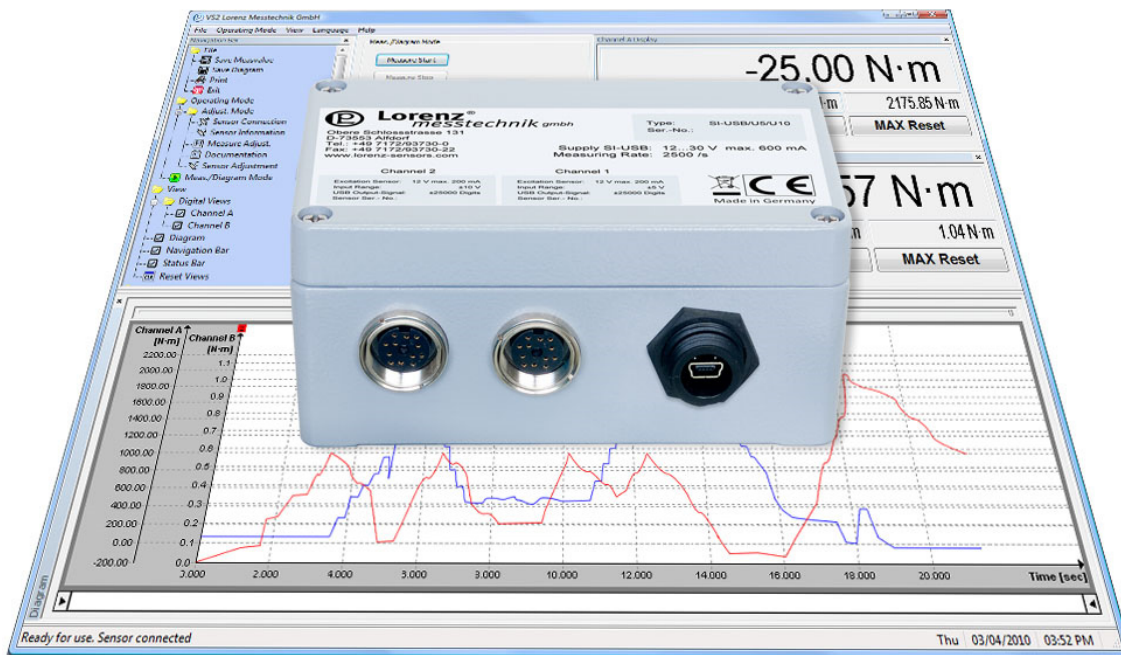 VS2 Lorenz Messtechnik GmbH
File Operating Mode View Language Help
Navigation Bar
File
Save Measvalue
Save Diagram
Print
Exit
Operating Mode
Adjust. Mode
Sensor Connection
Sensor Information
Measure Adjust.
Documentation
Sensor Adjustment
Meas./Diagram Mode
View
Digital Views
Channel A
Channel B
Diagram
Navigation Bar
Status Bar
Reset Views
Meas./Diagram Mode
Measure Start
Measure Stop
Channel A Display
-25.00 N·m
2175.85 N·m
MAX Reset
57 N·m
1.04 N·m
MAX Reset
Lorenz®
messtechnik gmbh
Obere Schlossstrasse 131
D-73553 Alfdorf
Tel.: +49 7172/93730-0
Fax: +49 7172/93730-22
www.lorenz-sensors.com
Type: SI-USB/U5/U10
Ser.-No.:
Supply SI-USB: 12...30 V max. 600 mA
Measuring Rate: 2500 /s
Channel 2
Excitation Sensor: 12 V max. 200 mA
Input Range: ±10 V
USB Output-Signal: ±25000 Digits
Sensor Ser.- No.:
Channel 1
Excitation Sensor: 12 V max. 200 mA
Input Range: ±5 V
USB Output-Signal: ±25000 Digits
Sensor Ser.- No.:
CE
Made in Germany
Channel A
[N·m]
2200.00
2000.00
1800.00
1600.00
1400.00
1200.00
1000.00
800.00
600.00
400.00
200.00
0.00
-200.00
Channel B
[N·m]
1.1
1.0
0.9
0.8
0.7
0.6
0.5
0.4
0.3
0.2
0.1
0.0
2.000
4.000
10.000
12.000
14.000
16.000
18.000
20.000
Time [sec]
Diagram
Ready for use. Sensor connected
Thu 03/04/2010 03:52 PM